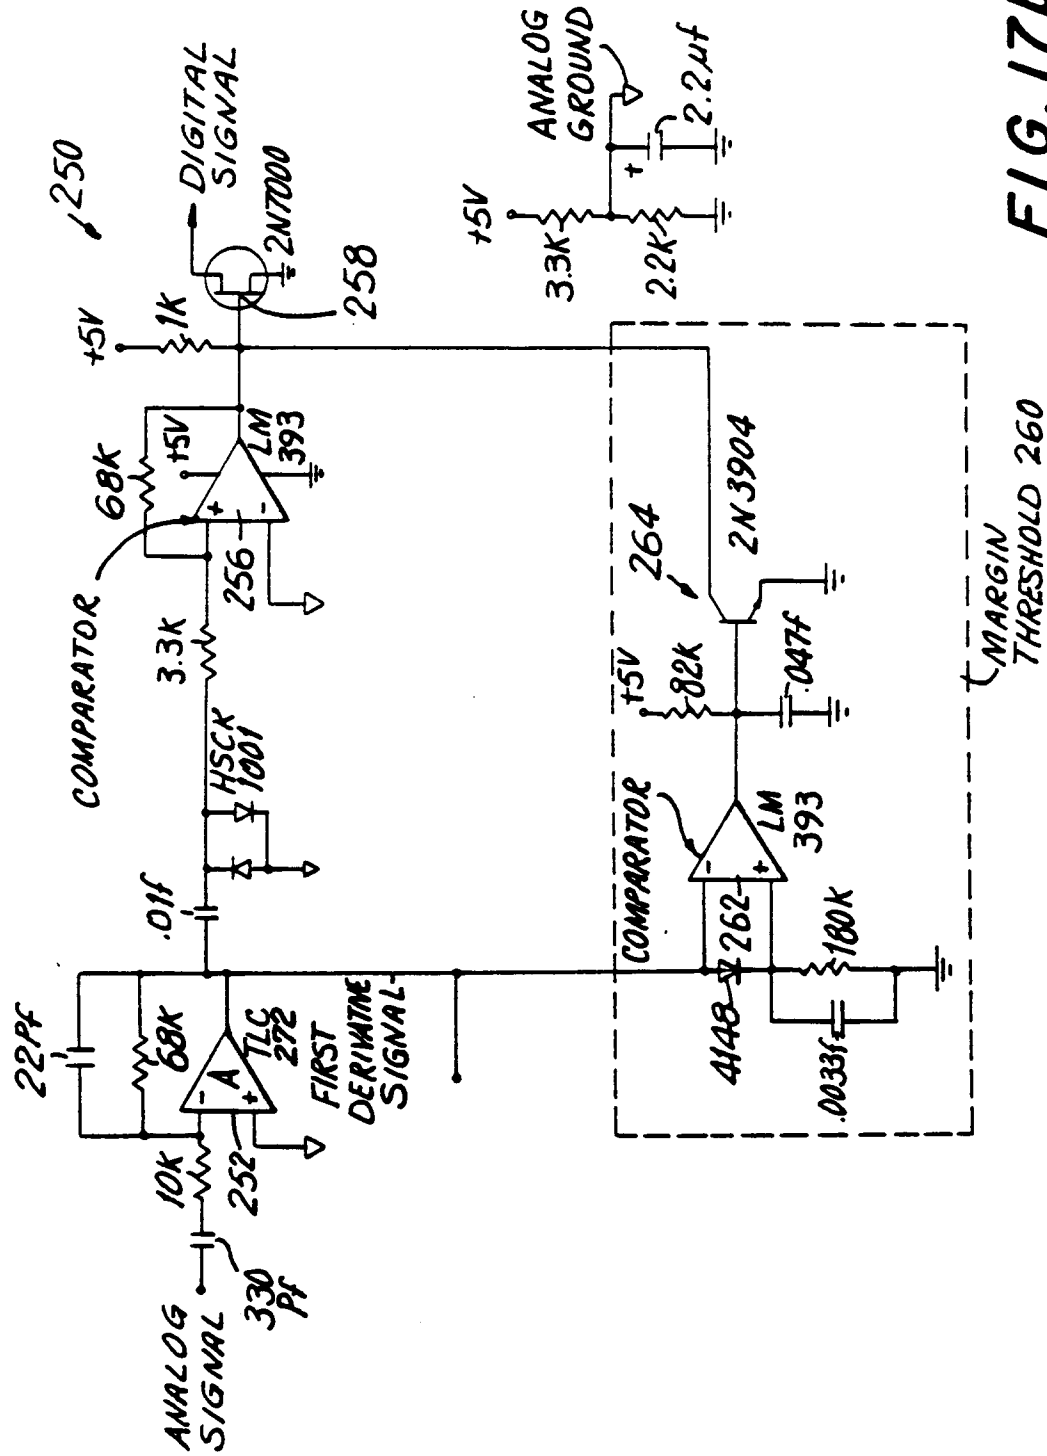 250
ANALOG
SIGNAL
330
Pf
10K
252
22Pf
68K
A
-
+
TLC
272
FIRST
DERIVATIVE
SIGNAL
.01f
HSCK
1001
3.3K
COMPARATOR
68K
256
+
-
+5V
LM
393
+5V
1K
DIGITAL
SIGNAL
2N7000
258
COMPARATOR
4148
262
-
+
LM
393
180K
.0033f
+5V
82K
.047f
264
2N3904
MARGIN
THRESHOLD 260
+5V
3.3K
2.2K
+
2.2µf
ANALOG
GROUND